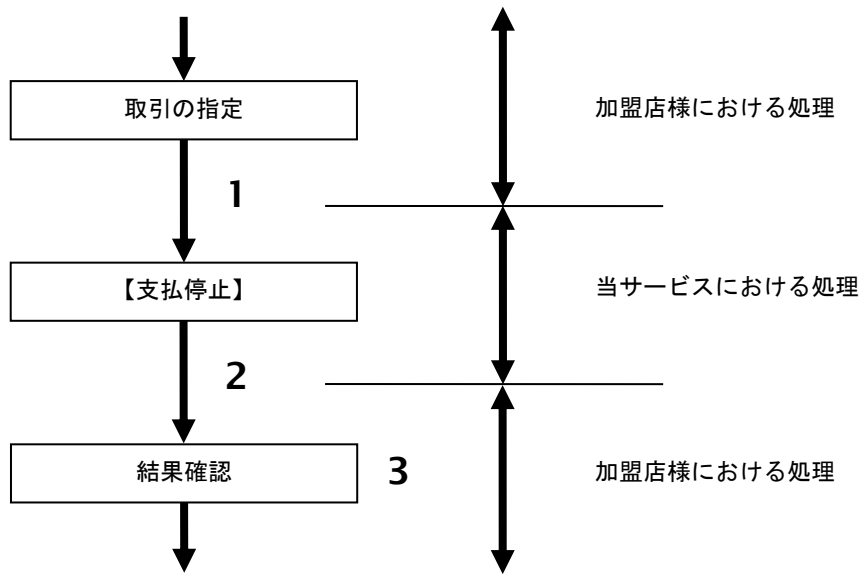 取引の指定
加盟店様における処理
1
【支払停止】
当サービスにおける処理
2
結果確認
3
加盟店様における処理